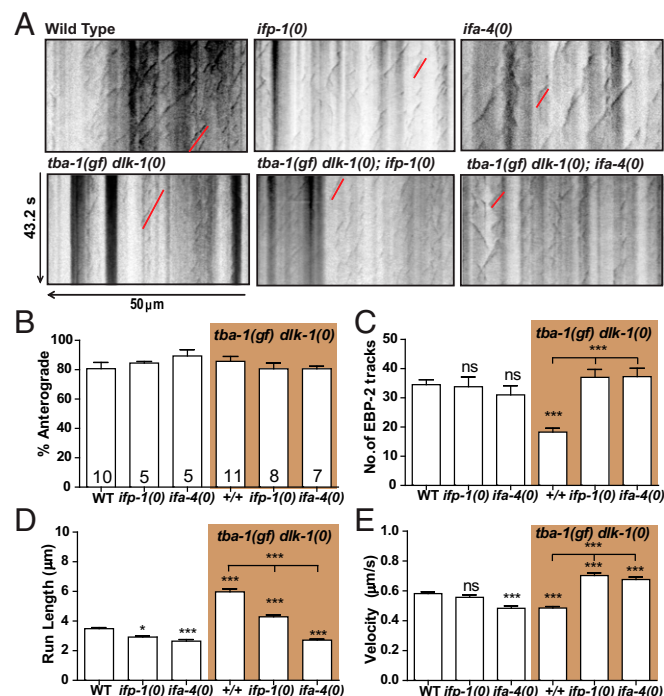 A
Wild Type
ifp-1(0)
ifa-4(0)
tba-1(gf) dlk-1(0)
tba-1(gf) dlk-1(0); ifp-1(0)
tba-1(gf) dlk-1(0); ifa-4(0)
43.2 s
50 μm
B
tba-1(gf) dlk-1(0)
% Anterograde
100
80
60
40
20
0
10
5
5
11
8
7
WT
ifp-1(0)
ifa-4(0)
+/+
ifp-1(0)
ifa-4(0)
C
tba-1(gf) dlk-1(0)
No.of EBP-2 tracks
50
40
30
20
10
0
ns
ns
***
***
WT
ifp-1(0)
ifa-4(0)
+/+
ifp-1(0)
ifa-4(0)
D
tba-1(gf) dlk-1(0)
Run Length (μm)
10
8
6
4
2
0
*
***
***
***
***
***
WT
ifp-1(0)
ifa-4(0)
+/+
ifp-1(0)
ifa-4(0)
E
tba-1(gf) dlk-1(0)
Velocity (μm/s)
1.0
0.8
0.6
0.4
0.2
0.0
ns
***
***
***
***
***
WT
ifp-1(0)
ifa-4(0)
+/+
ifp-1(0)
ifa-4(0)